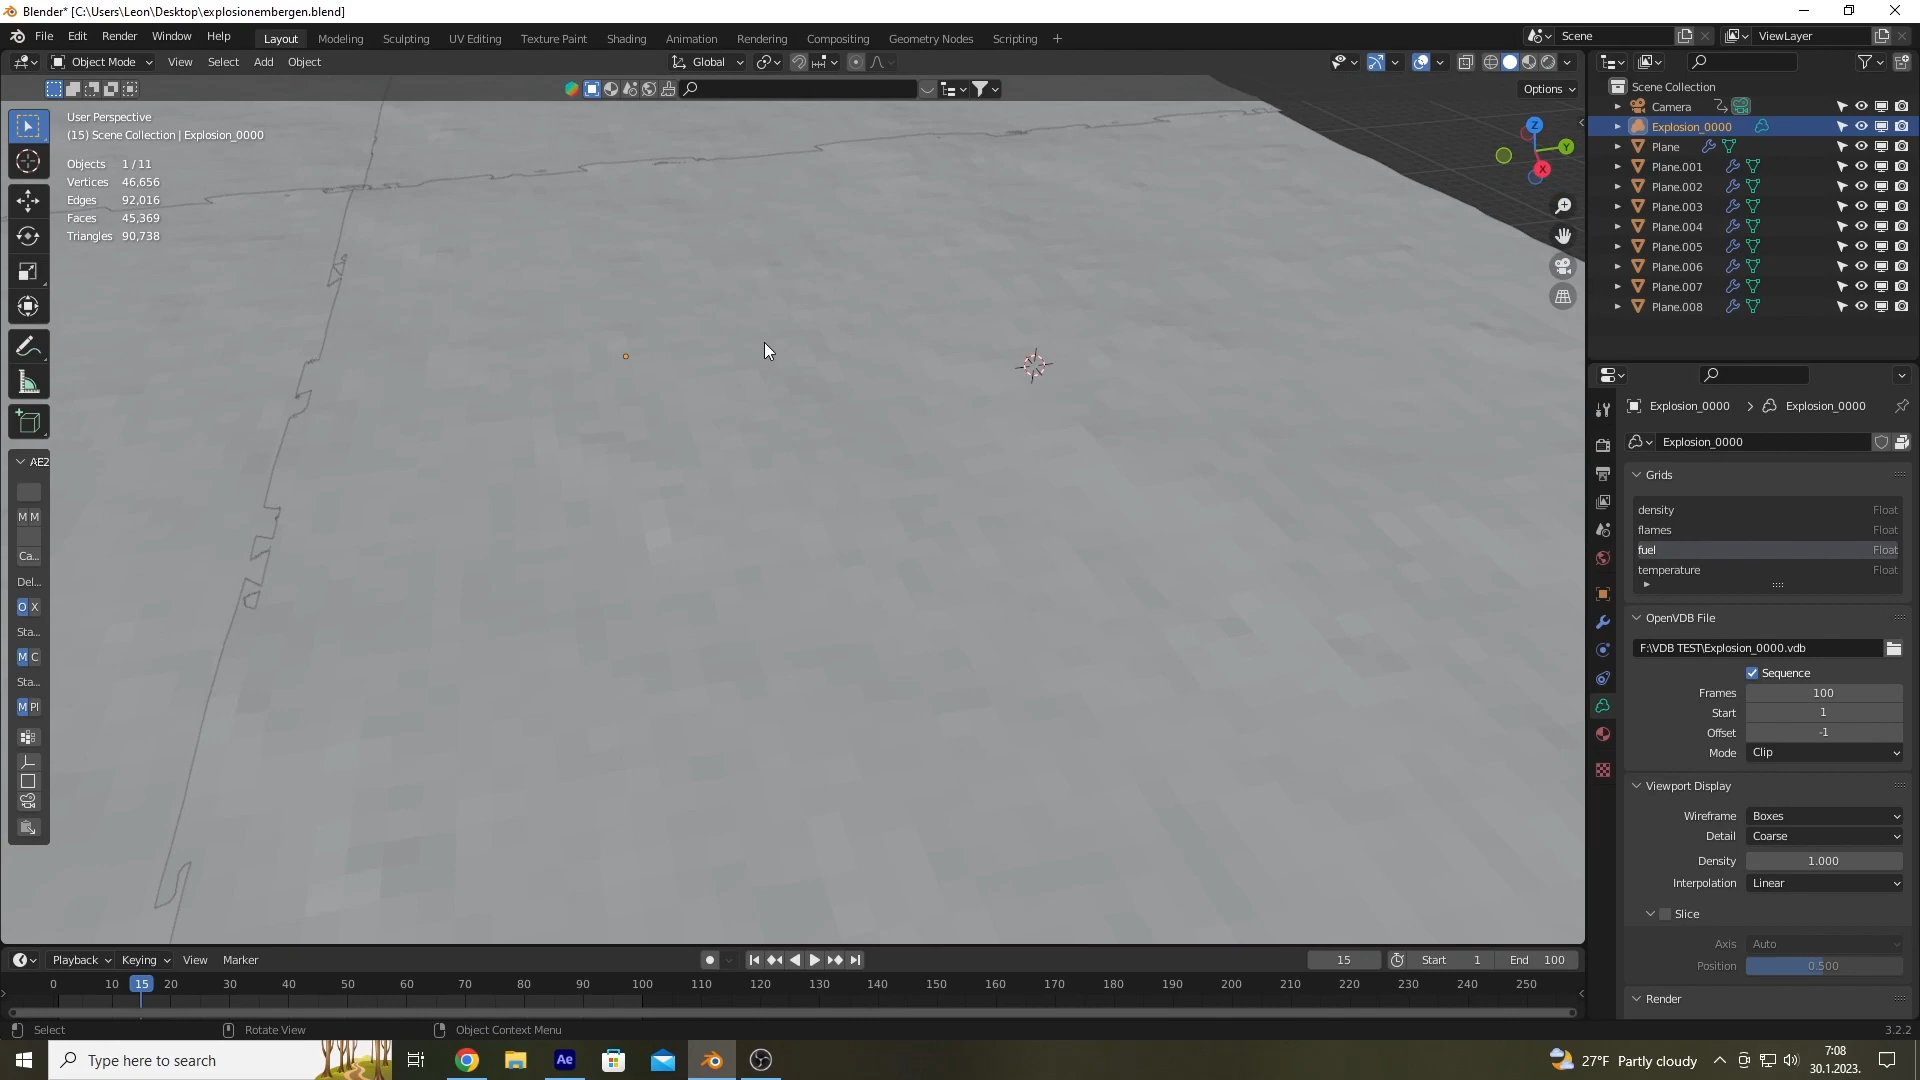 Blender* [C:\Users\Leon\Desktop\explosionembergen.blend]
File Edit Render Window Help Layout Modeling Sculpting UV Editing Texture Paint Shading Animation Rendering Compositing Geometry Nodes Scripting + Scene ViewLayer
Object Mode View Select Add Object Global
Options
User Perspective
(15) Scene Collection | Explosion_0000
Objects 1 / 11
Vertices 46,656
Edges 92,016
Faces 45,369
Triangles 90,738
Z
Y
X
AE2
M M
Ca...
Del...
O X
Sta...
M C
Sta...
M Pl
Scene Collection
Camera
Explosion_0000
Plane
Plane.001
Plane.002
Plane.003
Plane.004
Plane.005
Plane.006
Plane.007
Plane.008
Explosion_0000 > Explosion_0000
Explosion_0000
Grids
density Float
flames Float
fuel Float
temperature Float
OpenVDB File
F:\VDB TEST\Explosion_0000.vdb
Sequence
Frames 100
Start 1
Offset -1
Mode Clip
Viewport Display
Wireframe Boxes
Detail Coarse
Density 1.000
Interpolation Linear
Slice
Axis Auto
Position 0.500
Render
Playback Keying View Marker 15 Start 1 End 100
0 10 15 20 30 40 50 60 70 80 90 100 110 120 130 140 150 160 170 180 190 200 210 220 230 240 250
Select Rotate View Object Context Menu 3.2.2
Type here to search Ae 27°F Partly cloudy
7:08
30.1.2023.